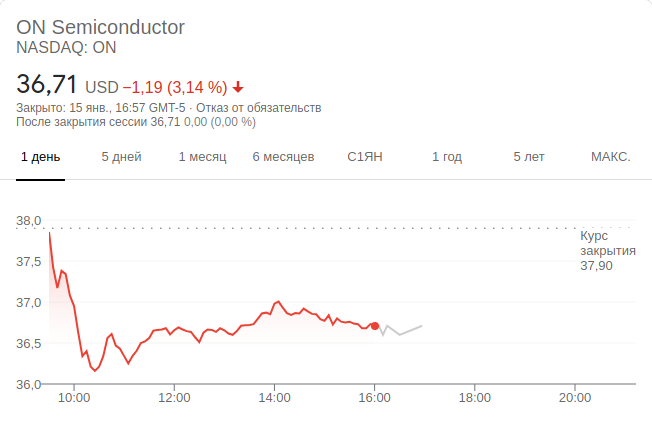 ON Semiconductor
NASDAQ: ON
36,71 USD −1,19 (3,14 %)
Закрыто: 15 янв., 16:57 GMT-5 · Отказ от обязательств
После закрытия сессии 36,71 0,00 (0,00 %)
1 день 5 дней 1 месяц 6 месяцев С1ЯН 1 год 5 лет МАКС.
38,0
Курс
закрытия
37,90
37,5
37,0
36,5
36,0
10:00 12:00 14:00 16:00 18:00 20:00